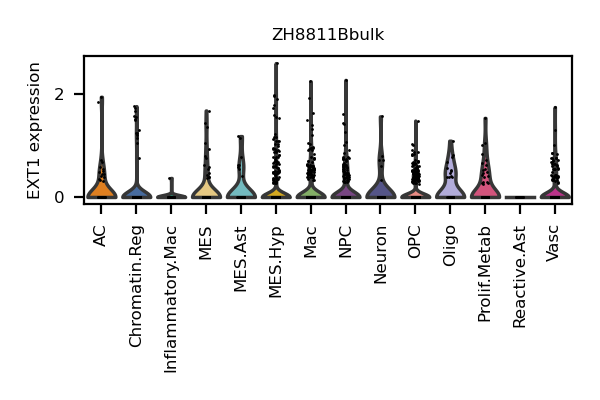 ZH8811Bbulk
EXT1 expression
2
0
AC
Chromatin.Reg
Inflammatory.Mac
MES
MES.Ast
MES.Hyp
Mac
NPC
Neuron
OPC
Oligo
Prolif.Metab
Reactive.Ast
Vasc